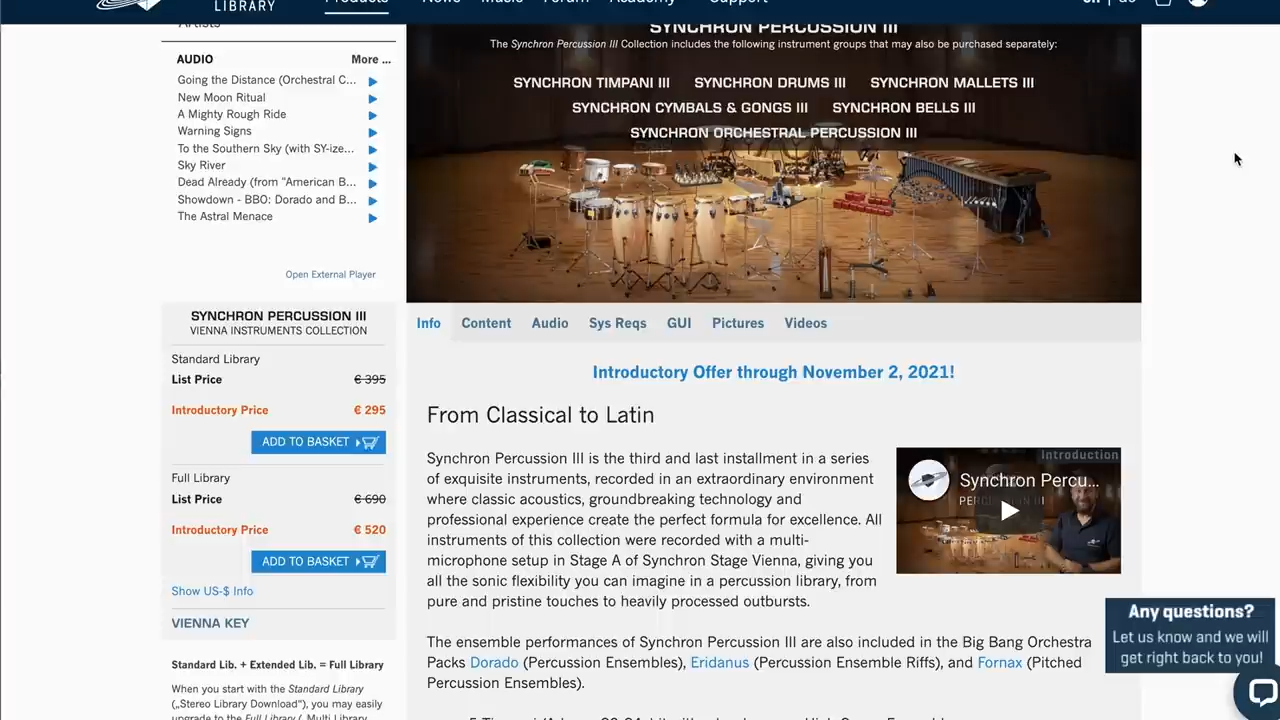 LIBRARY
Products
News
Music
Forum
Academy
Support
Artists
AUDIO
More ...
Going the Distance (Orchestral C...
New Moon Ritual
A Mighty Rough Ride
Warning Signs
To the Southern Sky (with SY-ize...
Sky River
Dead Already (from "American B...
Showdown - BBO: Dorado and B...
The Astral Menace
Open External Player
SYNCHRON PERCUSSION III
VIENNA INSTRUMENTS COLLECTION
Standard Library
List Price € 395
Introductory Price € 295
ADD TO BASKET
Full Library
List Price € 690
Introductory Price € 520
ADD TO BASKET
Show US-$ Info
VIENNA KEY
Standard Lib. + Extended Lib. = Full Library
When you start with the Standard Library
(„Stereo Library Download"), you may easily
upgrade to the Full Library („Multi Library
SYNCHRON PERCUSSION III
The Synchron Percussion III Collection includes the following instrument groups that may also be purchased separately:
SYNCHRON TIMPANI III SYNCHRON DRUMS III SYNCHRON MALLETS III
SYNCHRON CYMBALS & GONGS III SYNCHRON BELLS III
SYNCHRON ORCHESTRAL PERCUSSION III
Info Content Audio Sys Reqs GUI Pictures Videos
Introductory Offer through November 2, 2021!
From Classical to Latin
Synchron Percussion III is the third and last installment in a series
of exquisite instruments, recorded in an extraordinary environment
where classic acoustics, groundbreaking technology and
professional experience create the perfect formula for excellence. All
instruments of this collection were recorded with a multi-
microphone setup in Stage A of Synchron Stage Vienna, giving you
all the sonic flexibility you can imagine in a percussion library, from
pure and pristine touches to heavily processed outbursts.
Introduction
Synchron Percu...
PERCUSSION III
The ensemble performances of Synchron Percussion III are also included in the Big Bang Orchestra
Packs Dorado (Percussion Ensembles), Eridanus (Percussion Ensemble Riffs), and Fornax (Pitched
Percussion Ensembles).
Any questions?
Let us know and we will
get right back to you!